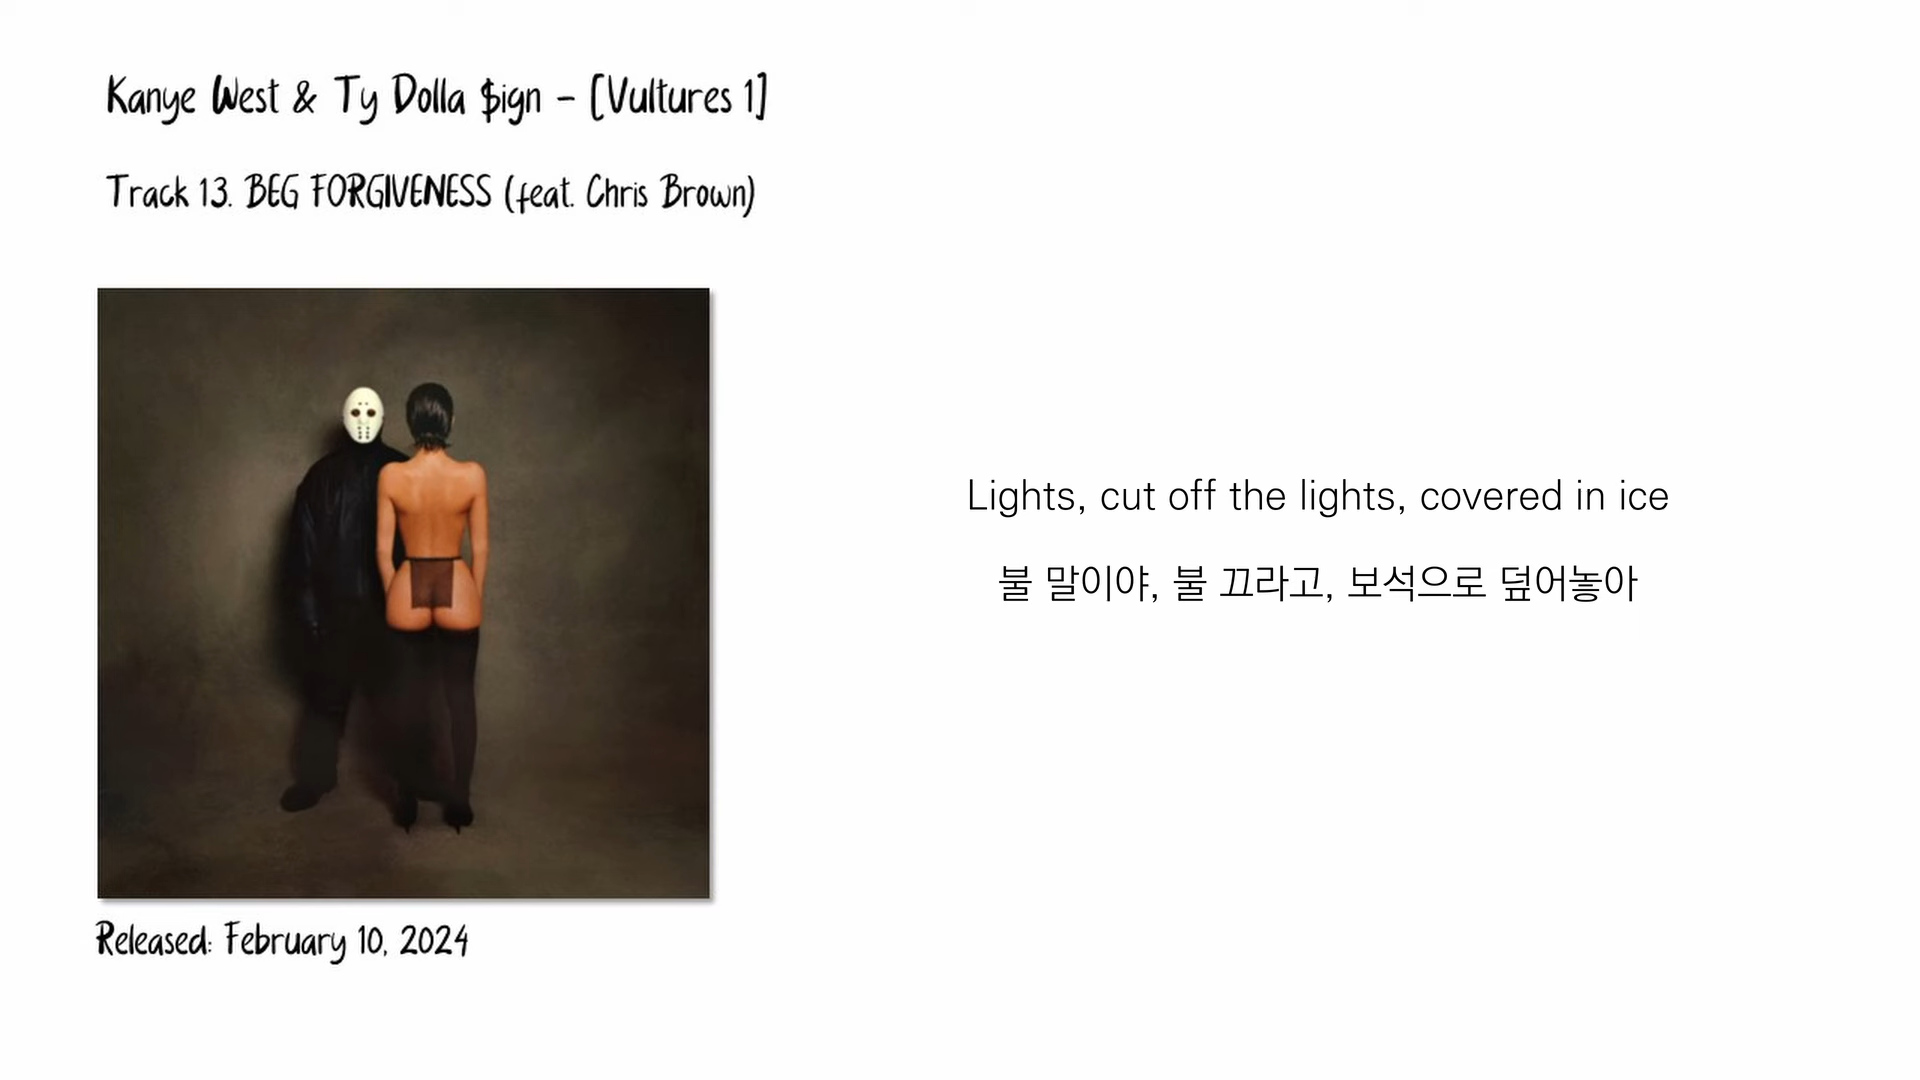 Kanye West & Ty Dolla $ign - [Vultures 1]
Track 13. BEG FORGIVENESS (feat. Chris Brown)
Lights, cut off the lights, covered in ice
불 말이야, 불 끄라고, 보석으로 덮어놓아
Released: February 10, 2024